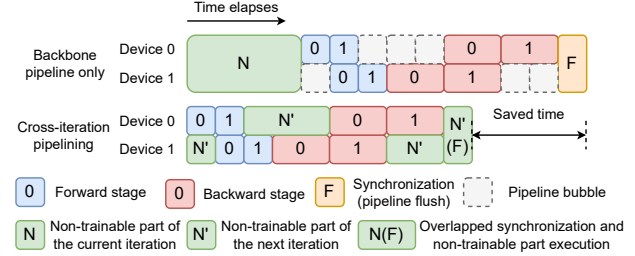 Time elapses
Backbone
pipeline only
Device 0
N
0 1
0 1
F
Device 1
0 1
0 1
Cross-iteration
pipelining
Device 0
0 1 N' 0 1
N'
(F)
Saved time
Device 1
N' 0 1 0 1 N'
0 Forward stage
0 Backward stage
F Synchronization
(pipeline flush)
Pipeline bubble
N Non-trainable part of
the current iteration
N' Non-trainable part of
the next iteration
N(F) Overlapped synchronization and
non-trainable part execution